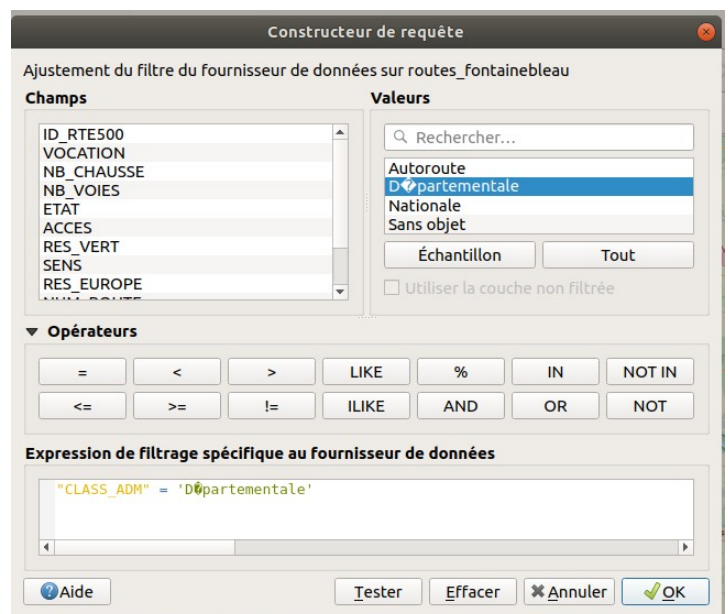 Constructeur de requête
Ajustement du filtre du fournisseur de données sur routes_fontainebleau
Champs
ID_RTE500
VOCATION
NB_CHAUSSE
NB_VOIES
ETAT
ACCES
RES_VERT
SENS
RES_EUROPE
Valeurs
Rechercher...
Autoroute
D�partementale
Nationale
Sans objet
Échantillon Tout
Utiliser la couche non filtrée
Opérateurs
= < > LIKE % IN NOT IN
<= >= != ILIKE AND OR NOT
Expression de filtrage spécifique au fournisseur de données
"CLASS_ADM" = 'D�partementale'
Aide Tester Effacer Annuler OK